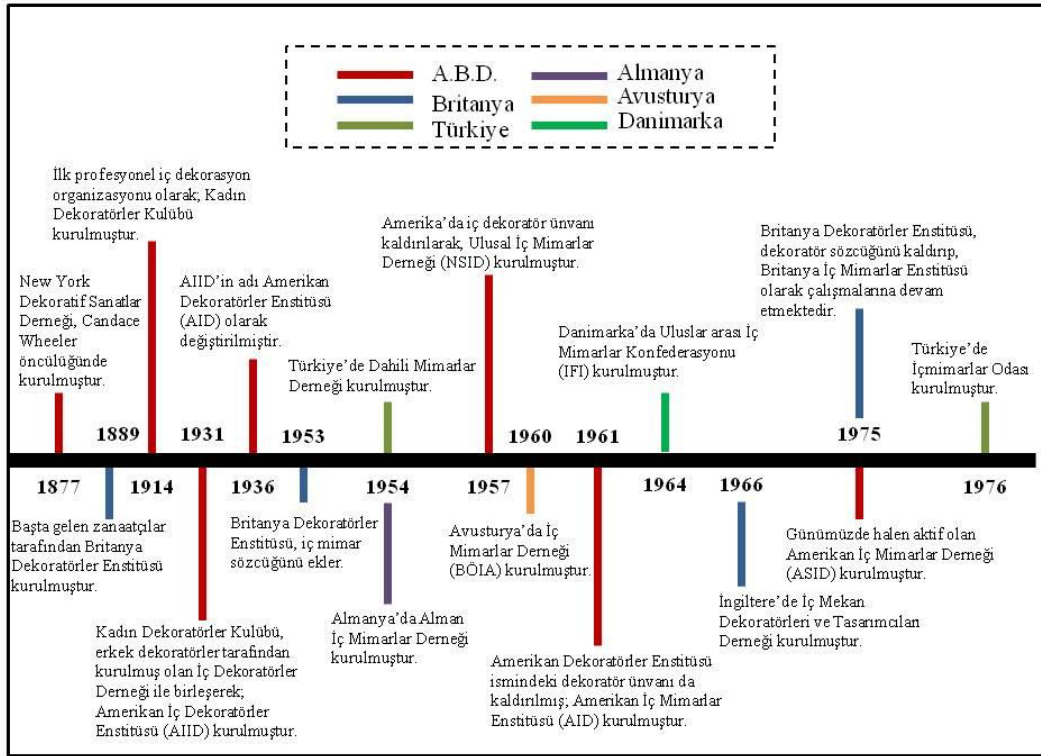 A.B.D.
Britanya
Türkiye
Almanya
Avusturya
Danimarka
New York
Dekoratif Sanatlar
Derneği, Candace
Wheeler
öncülüğünde
kurulmuştur.
İlk profesyonel iç dekorasyon
organizasyonu olarak; Kadın
Dekoratörler Kulübü
kurulmuştur.
AIID’in adı Amerikan
Dekoratörler Enstitüsü
(AID) olarak
değiştirilmiştir.
Türkiye’de Dahili Mimarlar
Derneği kurulmuştur.
Amerika’da iç dekoratör ünvanı
kaldırılarak, Ulusal İç Mimarlar
Derneği (NSID) kurulmuştur.
Danimarka’da Uluslar arası İç
Mimarlar Konfederasyonu
(IFI) kurulmuştur.
Britanya Dekoratörler Enstitüsü,
dekoratör sözcüğünü kaldırıp,
Britanya İç Mimarlar Enstitüsü
olarak çalışmalarına devam
etmektedir.
Türkiye’de
İçmimarlar Odası
kurulmuştur.
1889 1931 1953 1960 1961 1975
1877 1914 1936 1954 1957 1964 1966 1976
Başta gelen zanaatçılar
tarafından Britanya
Dekoratörler Enstitüsü
kurulmuştur.
Kadın Dekoratörler Kulübü,
erkek dekoratörler tarafından
kurulmuş olan İç Dekoratörler
Derneği ile birleşerek;
Amerikan İç Dekoratörler
Enstitüsü (AIID) kurulmuştur.
Britanya Dekoratörler
Enstitüsü, iç mimar
sözcüğünü ekler.
Almanya’da Alman
İç Mimarlar Derneği
kurulmuştur.
Avusturya’da İç
Mimarlar Derneği
(BÖIA) kurulmuştur.
Amerikan Dekoratörler Enstitüsü
ismindeki dekoratör ünvanı da
kaldırılmış; Amerikan İç Mimarlar
Enstitüsü (AID) kurulmuştur.
İngiltere’de İç Mekan
Dekoratörleri ve Tasarımcıları
Derneği kurulmuştur.
Günümüzde halen aktif olan
Amerikan İç Mimarlar Derneği
(ASID) kurulmuştur.